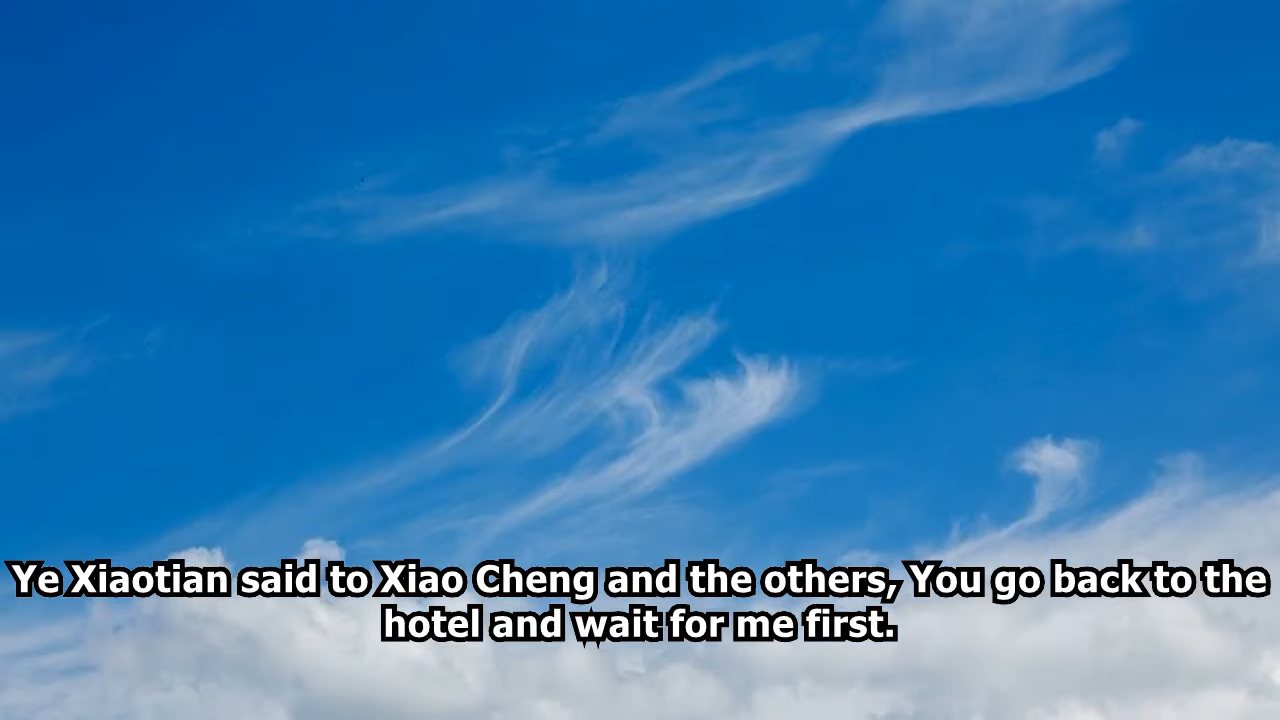 Ye Xiaotian said to Xiao Cheng and the others, You go back to the
hotel and wait for me first.